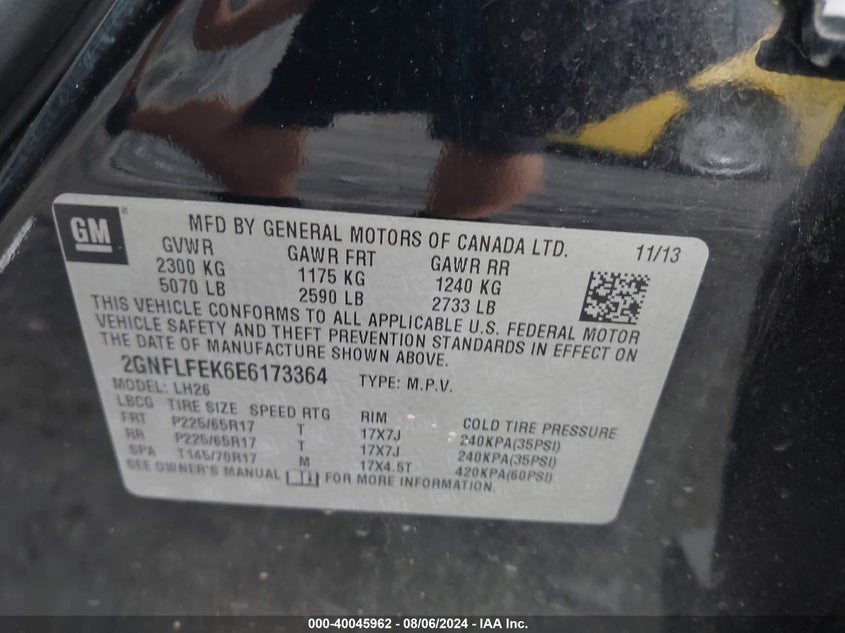 GM ®
MFD BY GENERAL MOTORS OF CANADA LTD. 11/13
GVWR GAWR FRT GAWR RR
2300 KG 1175 KG 1240 KG
5070 LB 2590 LB 2733 LB
THIS VEHICLE CONFORMS TO ALL APPLICABLE U.S. FEDERAL MOTOR
VEHICLE SAFETY AND THEFT PREVENTION STANDARDS IN EFFECT ON
THE DATE OF MANUFACTURE SHOWN ABOVE.
2GNFLFEK6E6173364 TYPE: M.P.V.
MODEL: LH26
LBCG TIRE SIZE SPEED RTG RIM COLD TIRE PRESSURE
FRT P225/65R17 T 17X7J 240KPA(35PSI)
RR P225/65R17 T 17X7J 240KPA(35PSI)
SPA T145/70R17 M 17X4.5T 420KPA(60PSI)
SEE OWNER'S MANUAL FOR MORE INFORMATION.
000-40045962 - 08/06/2024 - IAA Inc.